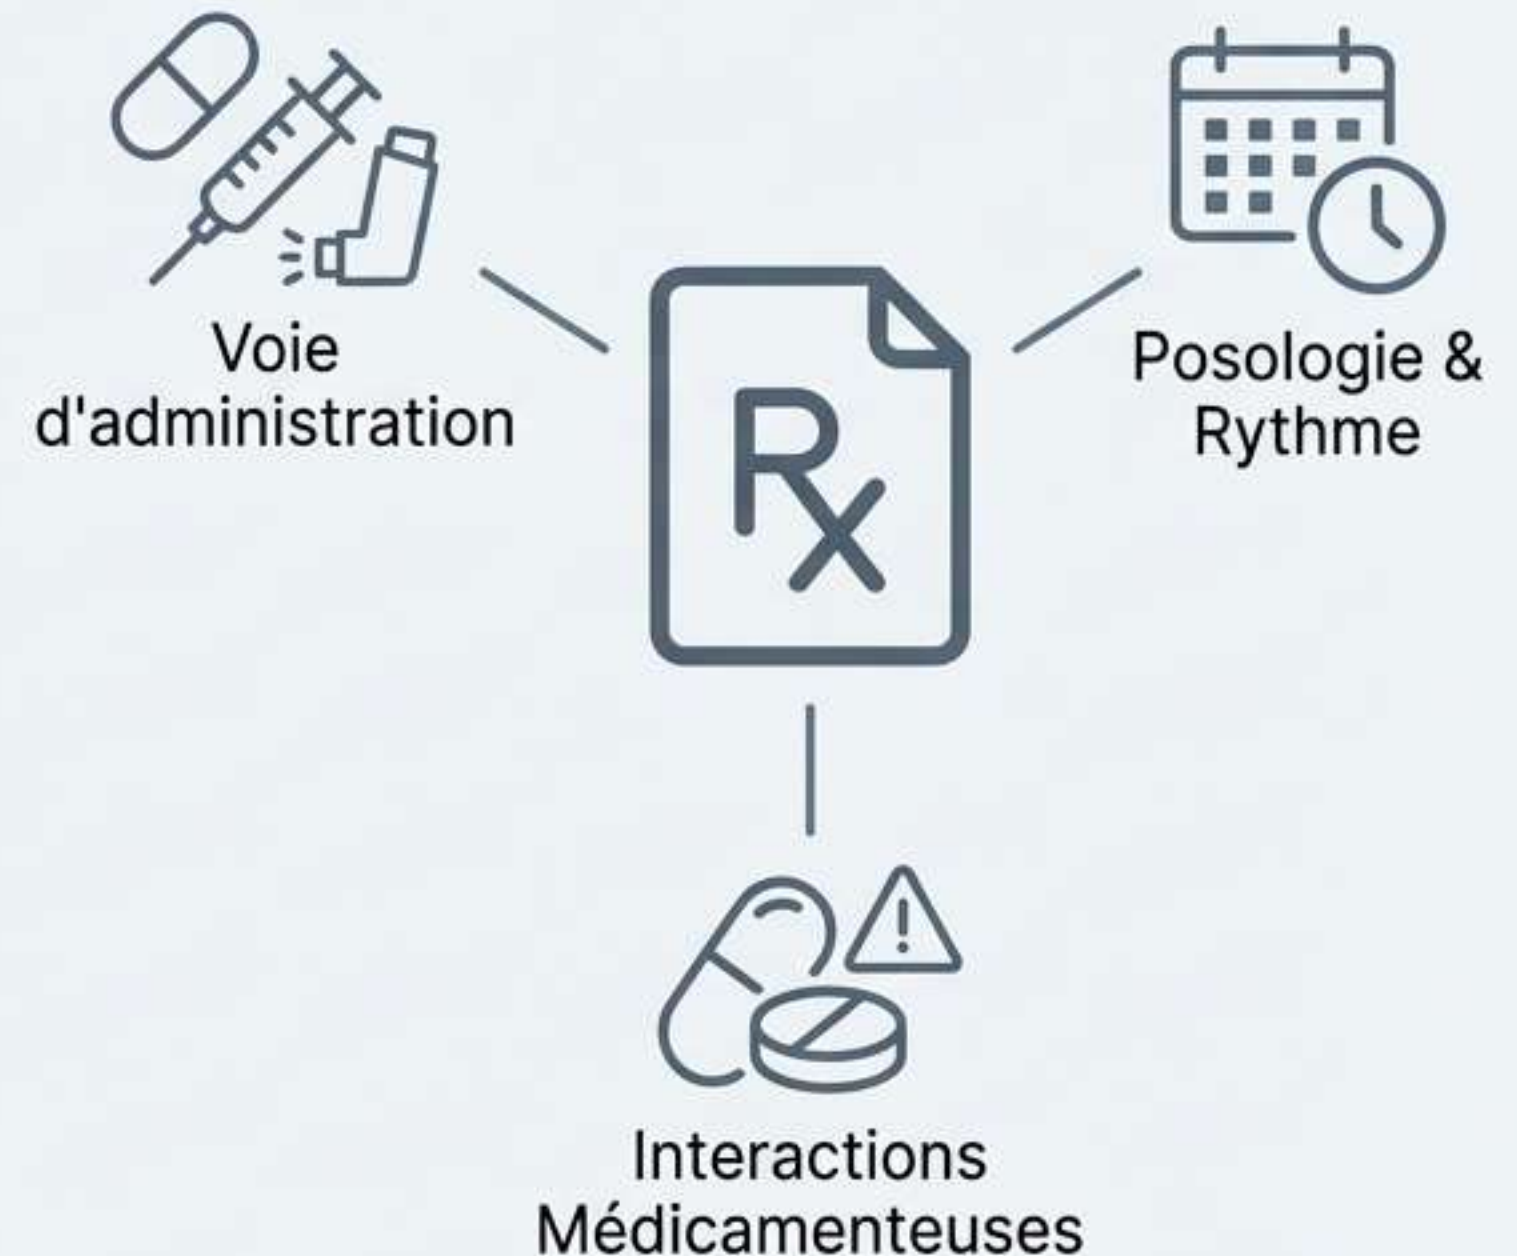 Voie
d'administration
Posologie &
Rythme
Rx
Interactions
Médicamenteuses